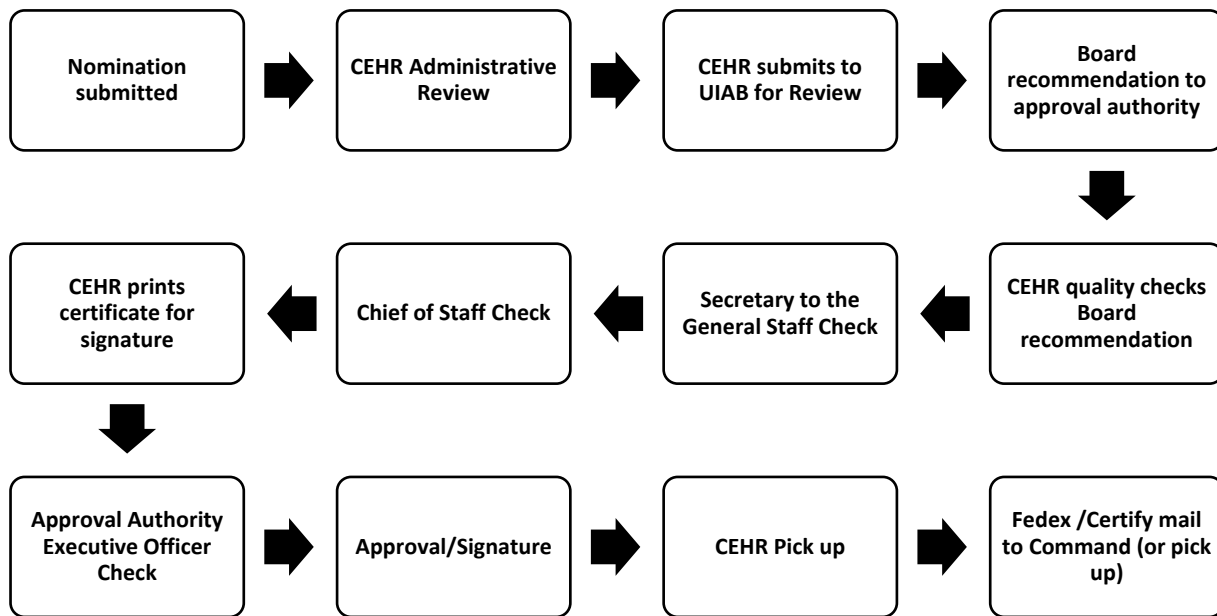 Nomination
submitted
CEHR Administrative
Review
CEHR submits to
UIAB for Review
Board
recommendation to
approval authority
CEHR quality checks
Board
recommendation
Secretary to the
General Staff Check
Chief of Staff Check
CEHR prints
certificate for
signature
Approval Authority
Executive Officer
Check
Approval/Signature
CEHR Pick up
Fedex /Certify mail
to Command (or pick
up)